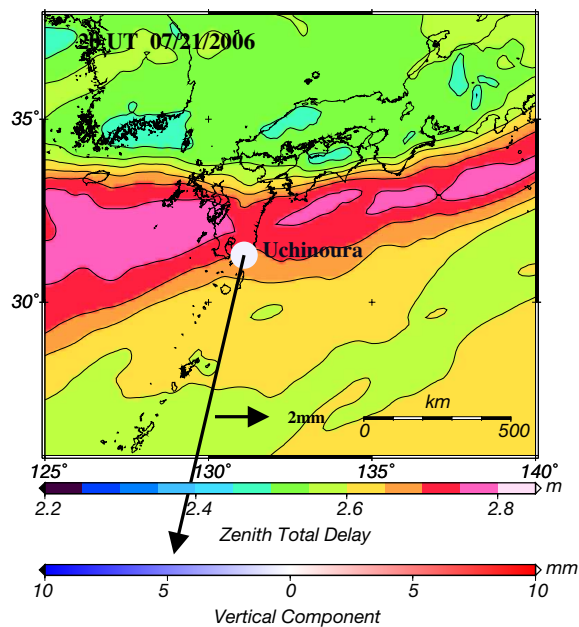 20 UT 07/21/2006
35°
30°
Uchinoura
2mm
km
0 500
125° 130° 135° 140°
m
2.2 2.4 2.6 2.8
Zenith Total Delay
mm
10 5 0 5 10
Vertical Component